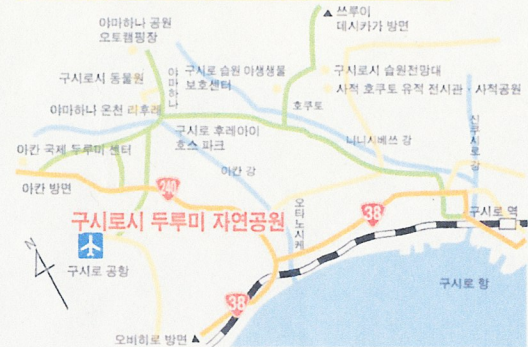 야마하나 공원
오토캠핑장
쓰루이
데시카가 방면
구시로시 동물원
야마하나
구시로 습원 야생생물
보호센터
구시로시 습원전망대
사적 호쿠토 유적 전시관 · 사적공원
야마하나 온천 리후레
호쿠토
구시로 후레아이
호스 파크
니니시베쓰 강
신구시로 강
아칸 국제 두루미 센터
아칸 강
아칸 방면
240
오타노시케
38
구시로 역
구시로시 두루미 자연공원
N
구시로 공항
구시로 항
38
오비히로 방면